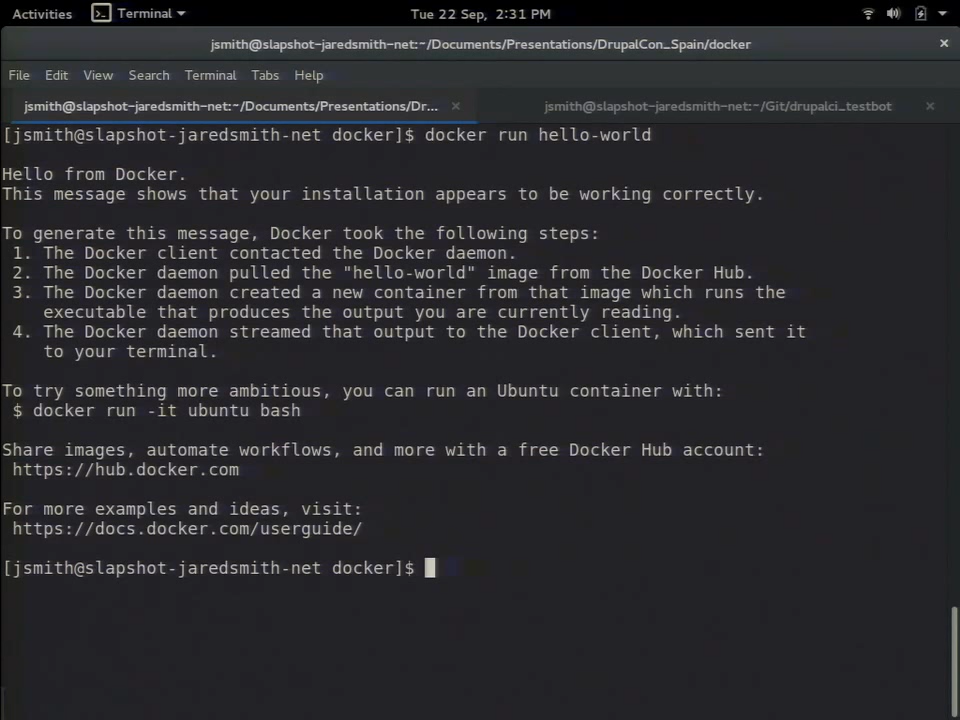 Activities Terminal Tue 22 Sep, 2:31 PM
jsmith@slapshot-jaredsmith-net:~/Documents/Presentations/DrupalCon_Spain/docker ×
File Edit View Search Terminal Tabs Help
jsmith@slapshot-jaredsmith-net:~/Documents/Presentations/Dr... × jsmith@slapshot-jaredsmith-net:~/Git/drupalci_testbot ×
[jsmith@slapshot-jaredsmith-net docker]$ docker run hello-world
Hello from Docker.
This message shows that your installation appears to be working correctly.
To generate this message, Docker took the following steps:
1. The Docker client contacted the Docker daemon.
2. The Docker daemon pulled the "hello-world" image from the Docker Hub.
3. The Docker daemon created a new container from that image which runs the
executable that produces the output you are currently reading.
4. The Docker daemon streamed that output to the Docker client, which sent it
to your terminal.
To try something more ambitious, you can run an Ubuntu container with:
$ docker run -it ubuntu bash
Share images, automate workflows, and more with a free Docker Hub account:
https://hub.docker.com
For more examples and ideas, visit:
https://docs.docker.com/userguide/
[jsmith@slapshot-jaredsmith-net docker]$